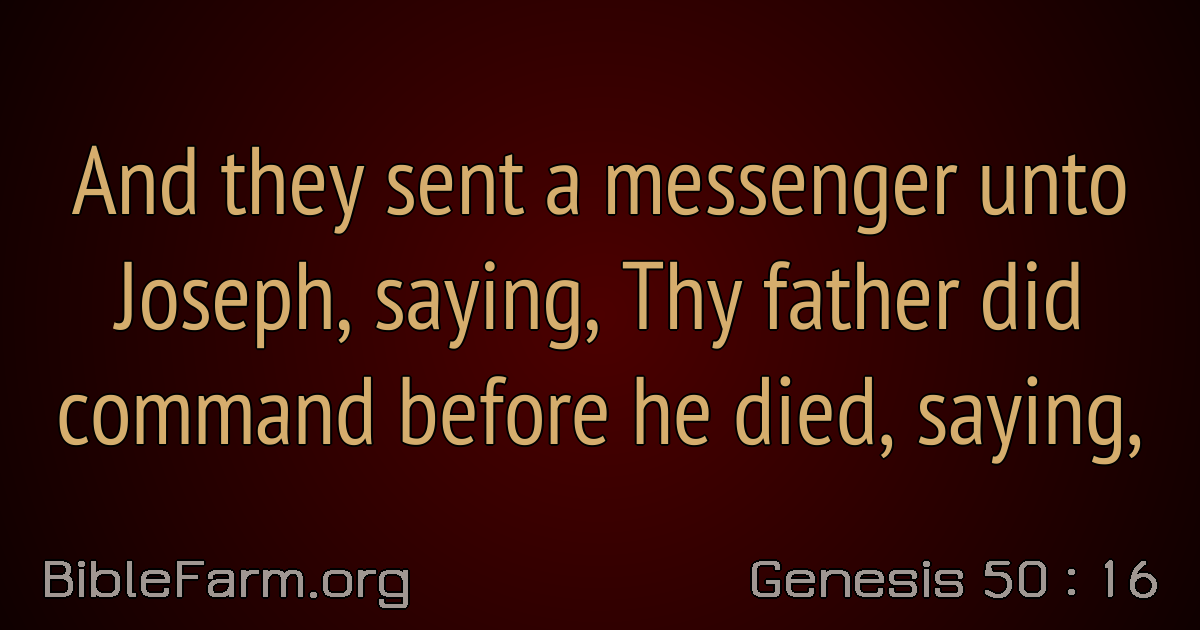 And they sent a messenger unto
Joseph, saying, Thy father did
command before he died, saying,
BibleFarm.org
Genesis 50 : 16